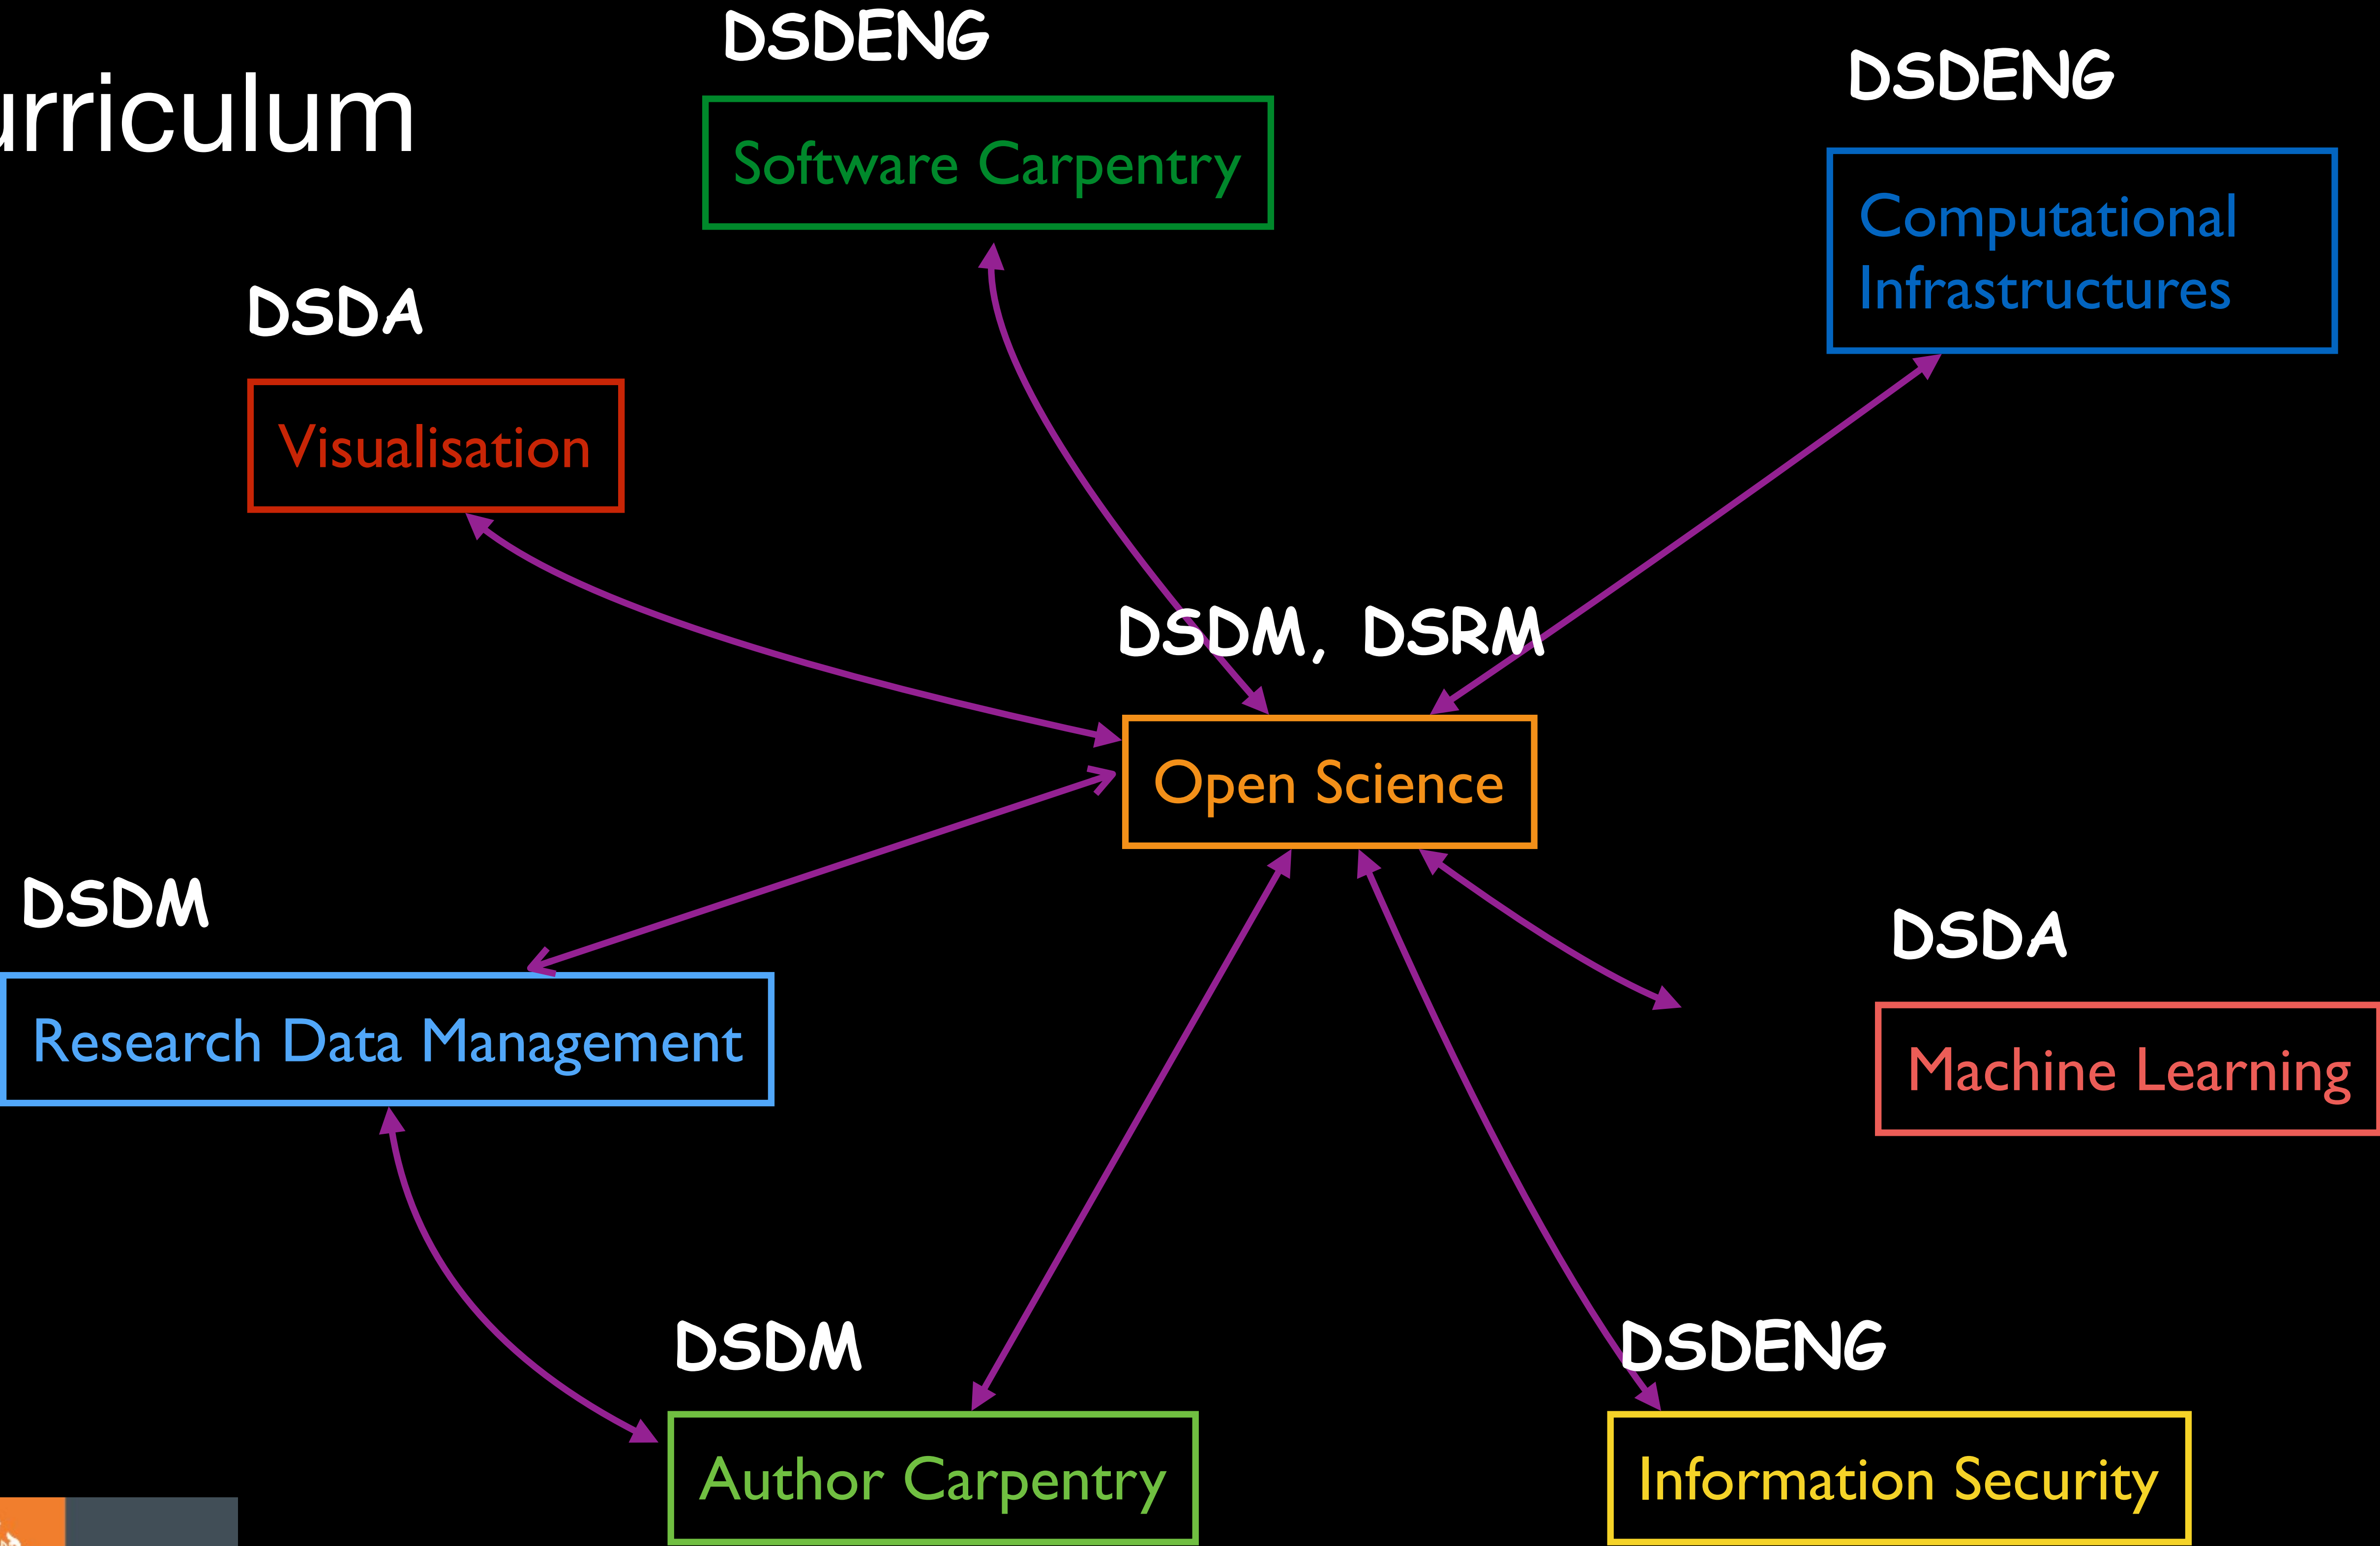 urriculum
DSDENG
Software Carpentry
DSDENG
Computational
Infrastructures
DSDA
Visualisation
DSDM, DSRM
Open Science
DSDM
Research Data Management
DSDA
Machine Learning
DSDM
Author Carpentry
DSDENG
Information Security